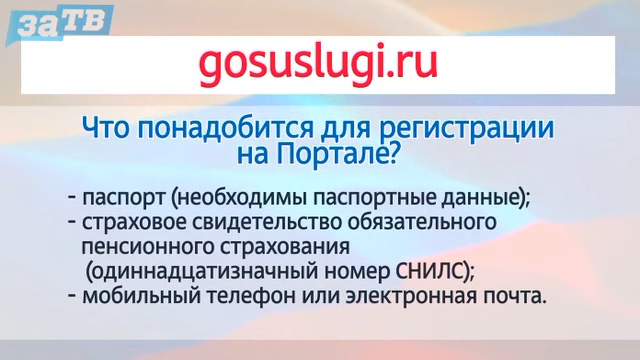 заТВ
gosuslugi.ru
Что понадобится для регистрации
на Портале?
- паспорт (необходимы паспортные данные);
- страховое свидетельство обязательного
пенсионного страхования
(одиннадцатизначный номер СНИЛС);
- мобильный телефон или электронная почта.